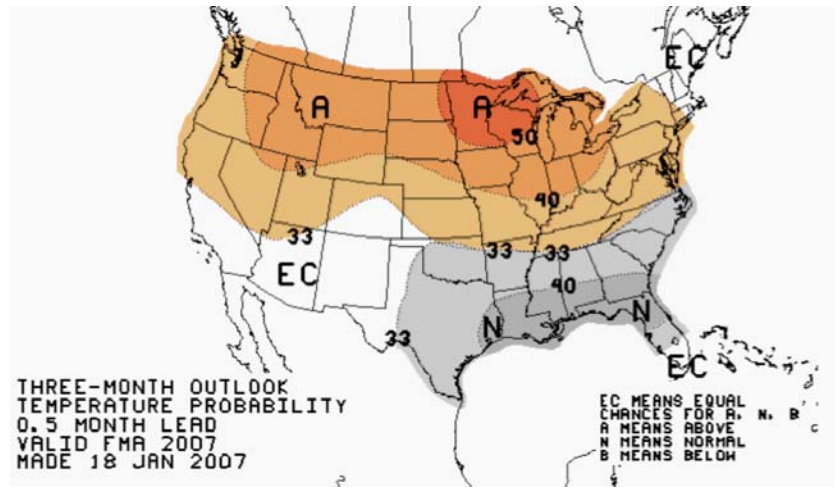 EC
A
A
50
40
33
33
33
EC
40
N
N
33
EC
THREE-MONTH OUTLOOK
TEMPERATURE PROBABILITY
0.5 MONTH LEAD
VALID FMA 2007
MADE 18 JAN 2007
EC MEANS EQUAL
CHANCES FOR A, N, B
A MEANS ABOVE
N MEANS NORMAL
B MEANS BELOW